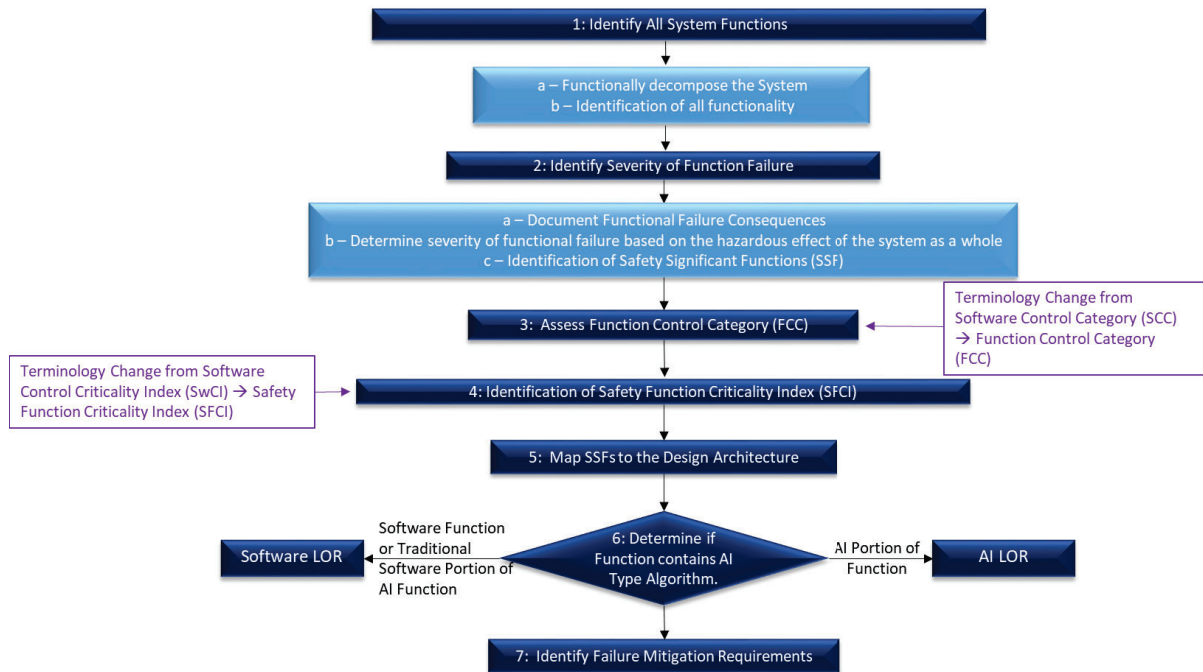 1: Identify All System Functions
a – Functionally decompose the System
b – Identification of all functionality
2: Identify Severity of Function Failure
a – Document Functional Failure Consequences
b – Determine severity of functional failure based on the hazardous effect of the system as a whole
c – Identification of Safety Significant Functions (SSF)
3: Assess Function Control Category (FCC)
Terminology Change from
Software Control Category (SCC)
→ Function Control Category
(FCC)
Terminology Change from Software
Control Criticality Index (SwCI) → Safety
Function Criticality Index (SFCI)
4: Identification of Safety Function Criticality Index (SFCI)
5: Map SSFs to the Design Architecture
Software LOR
Software Function
or Traditional
Software Portion of
AI Function
6: Determine if
Function contains AI
Type Algorithm.
AI Portion of
Function
AI LOR
7: Identify Failure Mitigation Requirements